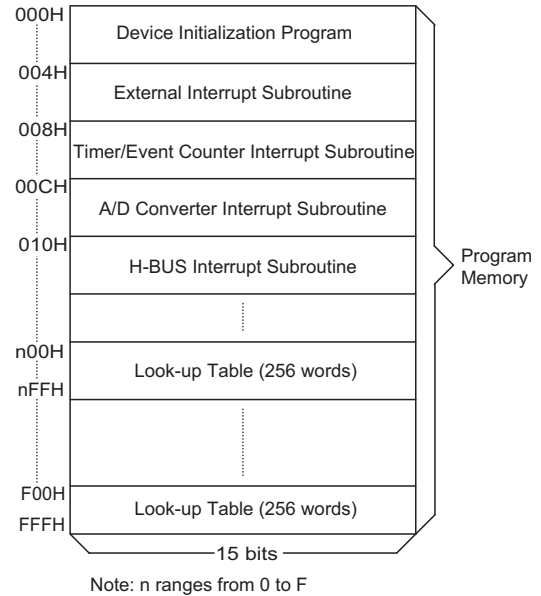 000H
Device Initialization Program
004H
External Interrupt Subroutine
008H
Timer/Event Counter Interrupt Subroutine
00CH
A/D Converter Interrupt Subroutine
010H
H-BUS Interrupt Subroutine
Program
Memory
n00H
Look-up Table (256 words)
nFFH
F00H
Look-up Table (256 words)
FFFH
15 bits
Note: n ranges from 0 to F